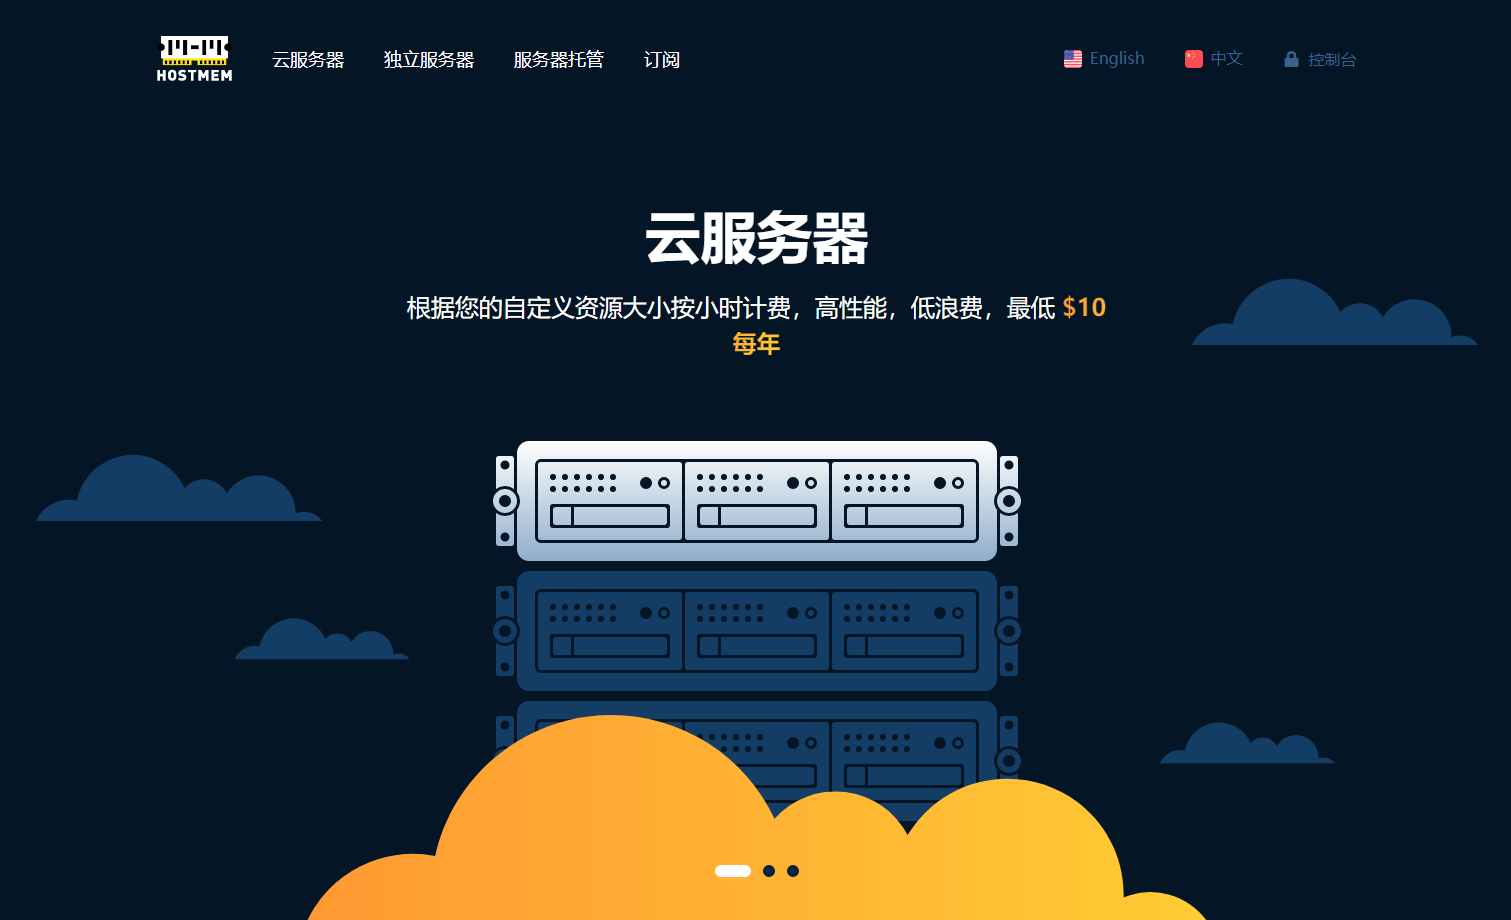 HOSTMEM
云服务器
独立服务器
服务器托管
订阅
English
中文
控制台
云服务器
根据您的自定义资源大小按小时计费，高性能，低浪费，最低 $10
每年